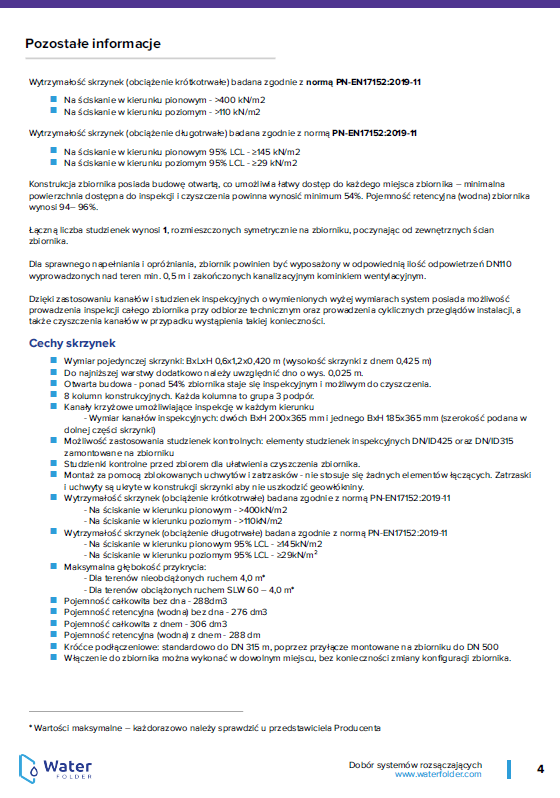 Pozostałe informacje
Wytrzymałość skrzynek (obciążenie krótkotrwałe) badana zgodnie z normą PN-EN17152:2019-11
Na ściskanie w kierunku pionowym - >400 kN/m2
Na ściskanie w kierunku poziomym - >110 kN/m2
Wytrzymałość skrzynek (obciążenie długotrwałe) badana zgodnie z normą PN-EN17152:2019-11
Na ściskanie w kierunku pionowym 95% LCL - ≥145 kN/m2
Na ściskanie w kierunku poziomym 95% LCL - ≥29 kN/m2
Konstrukcja zbiornika posiada budowę otwartą, co umożliwia łatwy dostęp do każdego miejsca zbiornika – minimalna
powierzchnia dostępna do inspekcji i czyszczenia powinna wynosić minimum 54%. Pojemność retencyjna (wodna) zbiornika
wynosi 94– 96%.
Łączną liczba studzienek wynosi 1, rozmieszczonych symetrycznie na zbiorniku, poczynając od zewnętrznych ścian
zbiornika.
Dla sprawnego napełniania i opróżniania, zbiornik powinien być wyposażony w odpowiednią ilość odpowietrzeń DN110
wyprowadzonych nad teren min. 0,5 m i zakończonych kanalizacyjnym kominkiem wentylacyjnym.
Dzięki zastosowaniu kanałów i studzienek inspekcyjnych o wymienionych wyżej wymiarach system posiada możliwość
prowadzenia inspekcji całego zbiornika przy odbiorze technicznym oraz prowadzenia cyklicznych przeglądów instalacji, a
także czyszczenia kanałów w przypadku wystąpienia takiej konieczności.
Cechy skrzynek
Wymiar pojedynczej skrzynki: BxLxH 0,6x1,2x0,420 m (wysokość skrzynki z dnem 0,425 m)
Do najniższej warstwy dodatkowo należy uwzględnić dno o wys. 0,025 m.
Otwarta budowa - ponad 54% zbiornika staje się inspekcyjnym i możliwym do czyszczenia.
8 kolumn konstrukcyjnych. Każda kolumna to grupa 3 podpór.
Kanały krzyżowe umożliwiające inspekcję w każdym kierunku
- Wymiar kanałów inspekcyjnych: dwóch BxH 200x365 mm i jednego BxH 185x365 mm (szerokość podana w
dolnej części skrzynki)
Możliwość zastosowania studzienek kontrolnych: elementy studzienek inspekcyjnych DN/ID425 oraz DN/ID315
zamontowane na zbiorniku
Studzienki kontrolne przed zbiorem dla ułatwienia czyszczenia zbiornika.
Montaż za pomocą zblokowanych uchwytów i zatrzasków - nie stosuje się żadnych elementów łączących. Zatrzaski
i uchwyty są ukryte w konstrukcji skrzynki aby nie uszkodzić geowłókniny.
Wytrzymałość skrzynek (obciążenie krótkotrwałe) badana zgodnie z normą PN-EN17152:2019-11
- Na ściskanie w kierunku pionowym - >400kN/m2
- Na ściskanie w kierunku poziomym - >110kN/m2
Wytrzymałość skrzynek (obciążenie długotrwałe) badana zgodnie z normą PN-EN17152:2019-11
- Na ściskanie w kierunku pionowym 95% LCL - ≥145kN/m2
- Na ściskanie w kierunku poziomym 95% LCL - ≥29kN/m²
Maksymalna głębokość przykrycia:
- Dla terenów nieobciążonych ruchem 4,0 m*
- Dla terenów obciążonych ruchem SLW 60 – 4,0 m*
Pojemność całkowita bez dna - 288dm3
Pojemność retencyjna (wodna) bez dna - 276 dm3
Pojemność całkowita z dnem - 306 dm3
Pojemność retencyjna (wodna) z dnem - 288 dm
Króćce podłączeniowe: standardowo do DN 315 m, poprzez przyłącze montowane na zbiorniku do DN 500
Włączenie do zbiornika można wykonać w dowolnym miejscu, bez konieczności zmiany konfiguracji zbiornika.
* Wartości maksymalne – każdorazowo należy sprawdzić u przedstawiciela Producenta
Water
FOLDER
Dobór systemów rozsączających
www.waterfolder.com
4